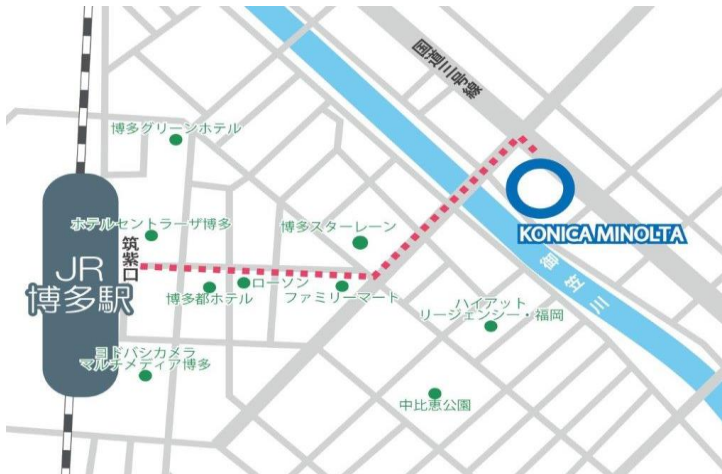 国道三号線
博多グリーンホテル
ホテルセントラーザ博多
博多スターレーン
KONICA MINOLTA
筑紫口
JR
博多駅
ローソン
博多都ホテル
ファミリーマート
御笠川
ハイアット
リージェンシー・福岡
ヨドバシカメラ
マルチメディア博多
中比恵公園